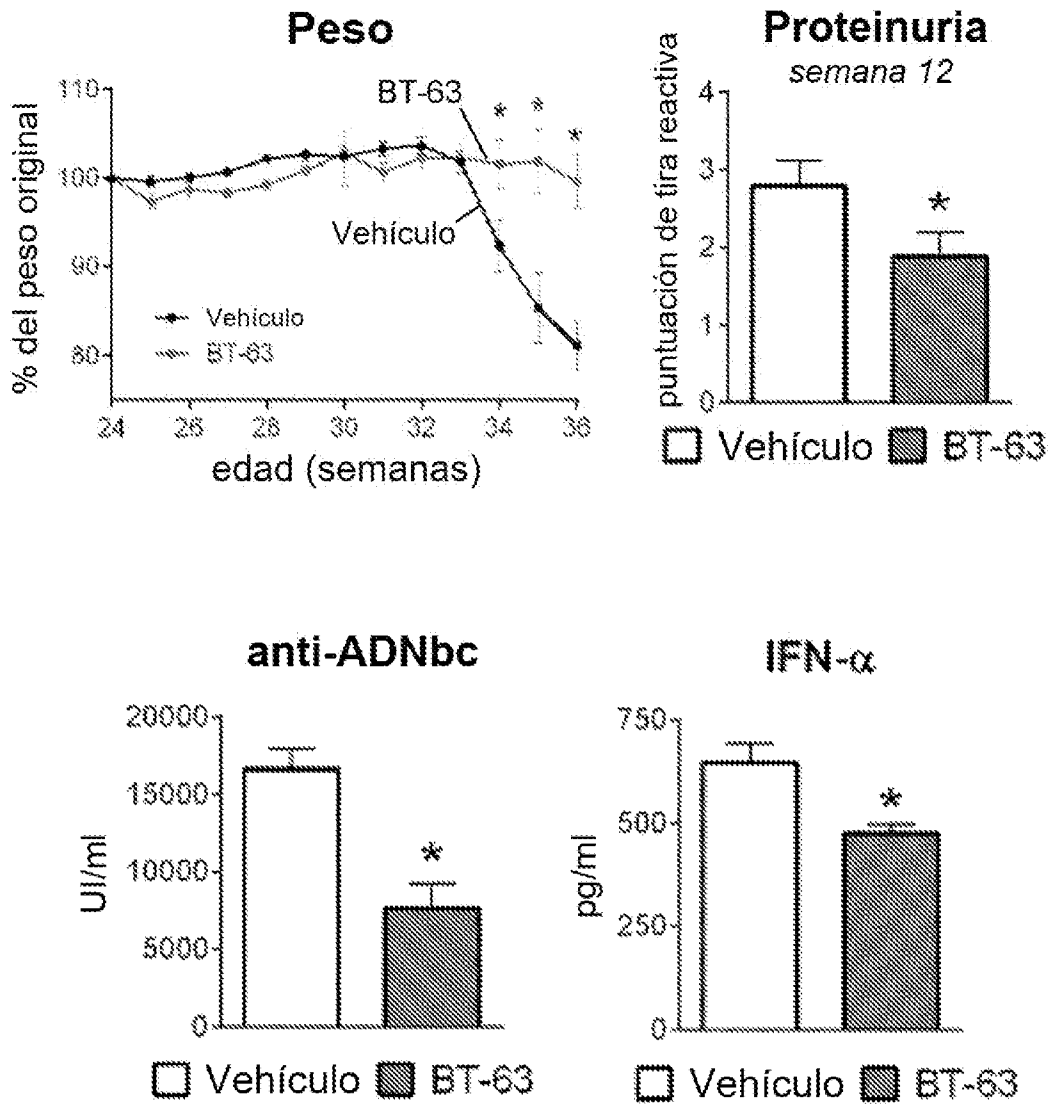 Peso
% del peso original
110
100
90
80
BT-63
* * *
Vehículo
Vehículo
BT-63
24 26 28 30 32 34 36
edad (semanas)
Proteinuria
semana 12
puntuación de tira reactiva
4
3
2
1
0
*
Vehículo BT-63
anti-ADNbc
UI/ml
20000
15000
10000
5000
0
*
Vehículo BT-63
IFN-α
pg/ml
750
500
250
0
*
Vehículo BT-63